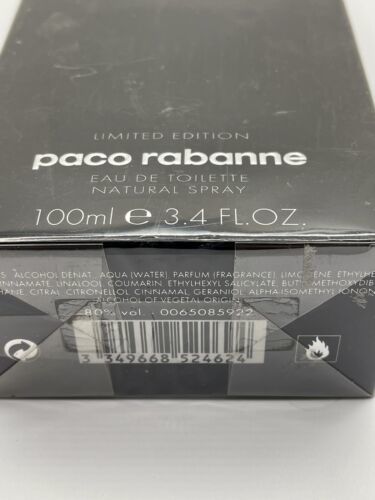 LIMITED EDITION
paco rabanne
EAU DE TOILETTE
NATURAL SPRAY
100ml e 3.4 FL.OZ.
S: ALCOHOL DENAT, AQUA (WATER), PARFUM (FRAGRANCE), LIMONENE, ETHYLHE
CINNAMATE, LINALOOL, COUMARIN, ETHYLHEXYL SALICYLATE, BUTYL METHOXYDIB
HANE, CITRAL, CITRONELLOL, CINNAMAL, GERANIOL, ALPHA-ISOMETHYL IONON
ALCOHOL OF VEGETAL ORIGIN
80% vol. - 0065085922
3 349668 524624